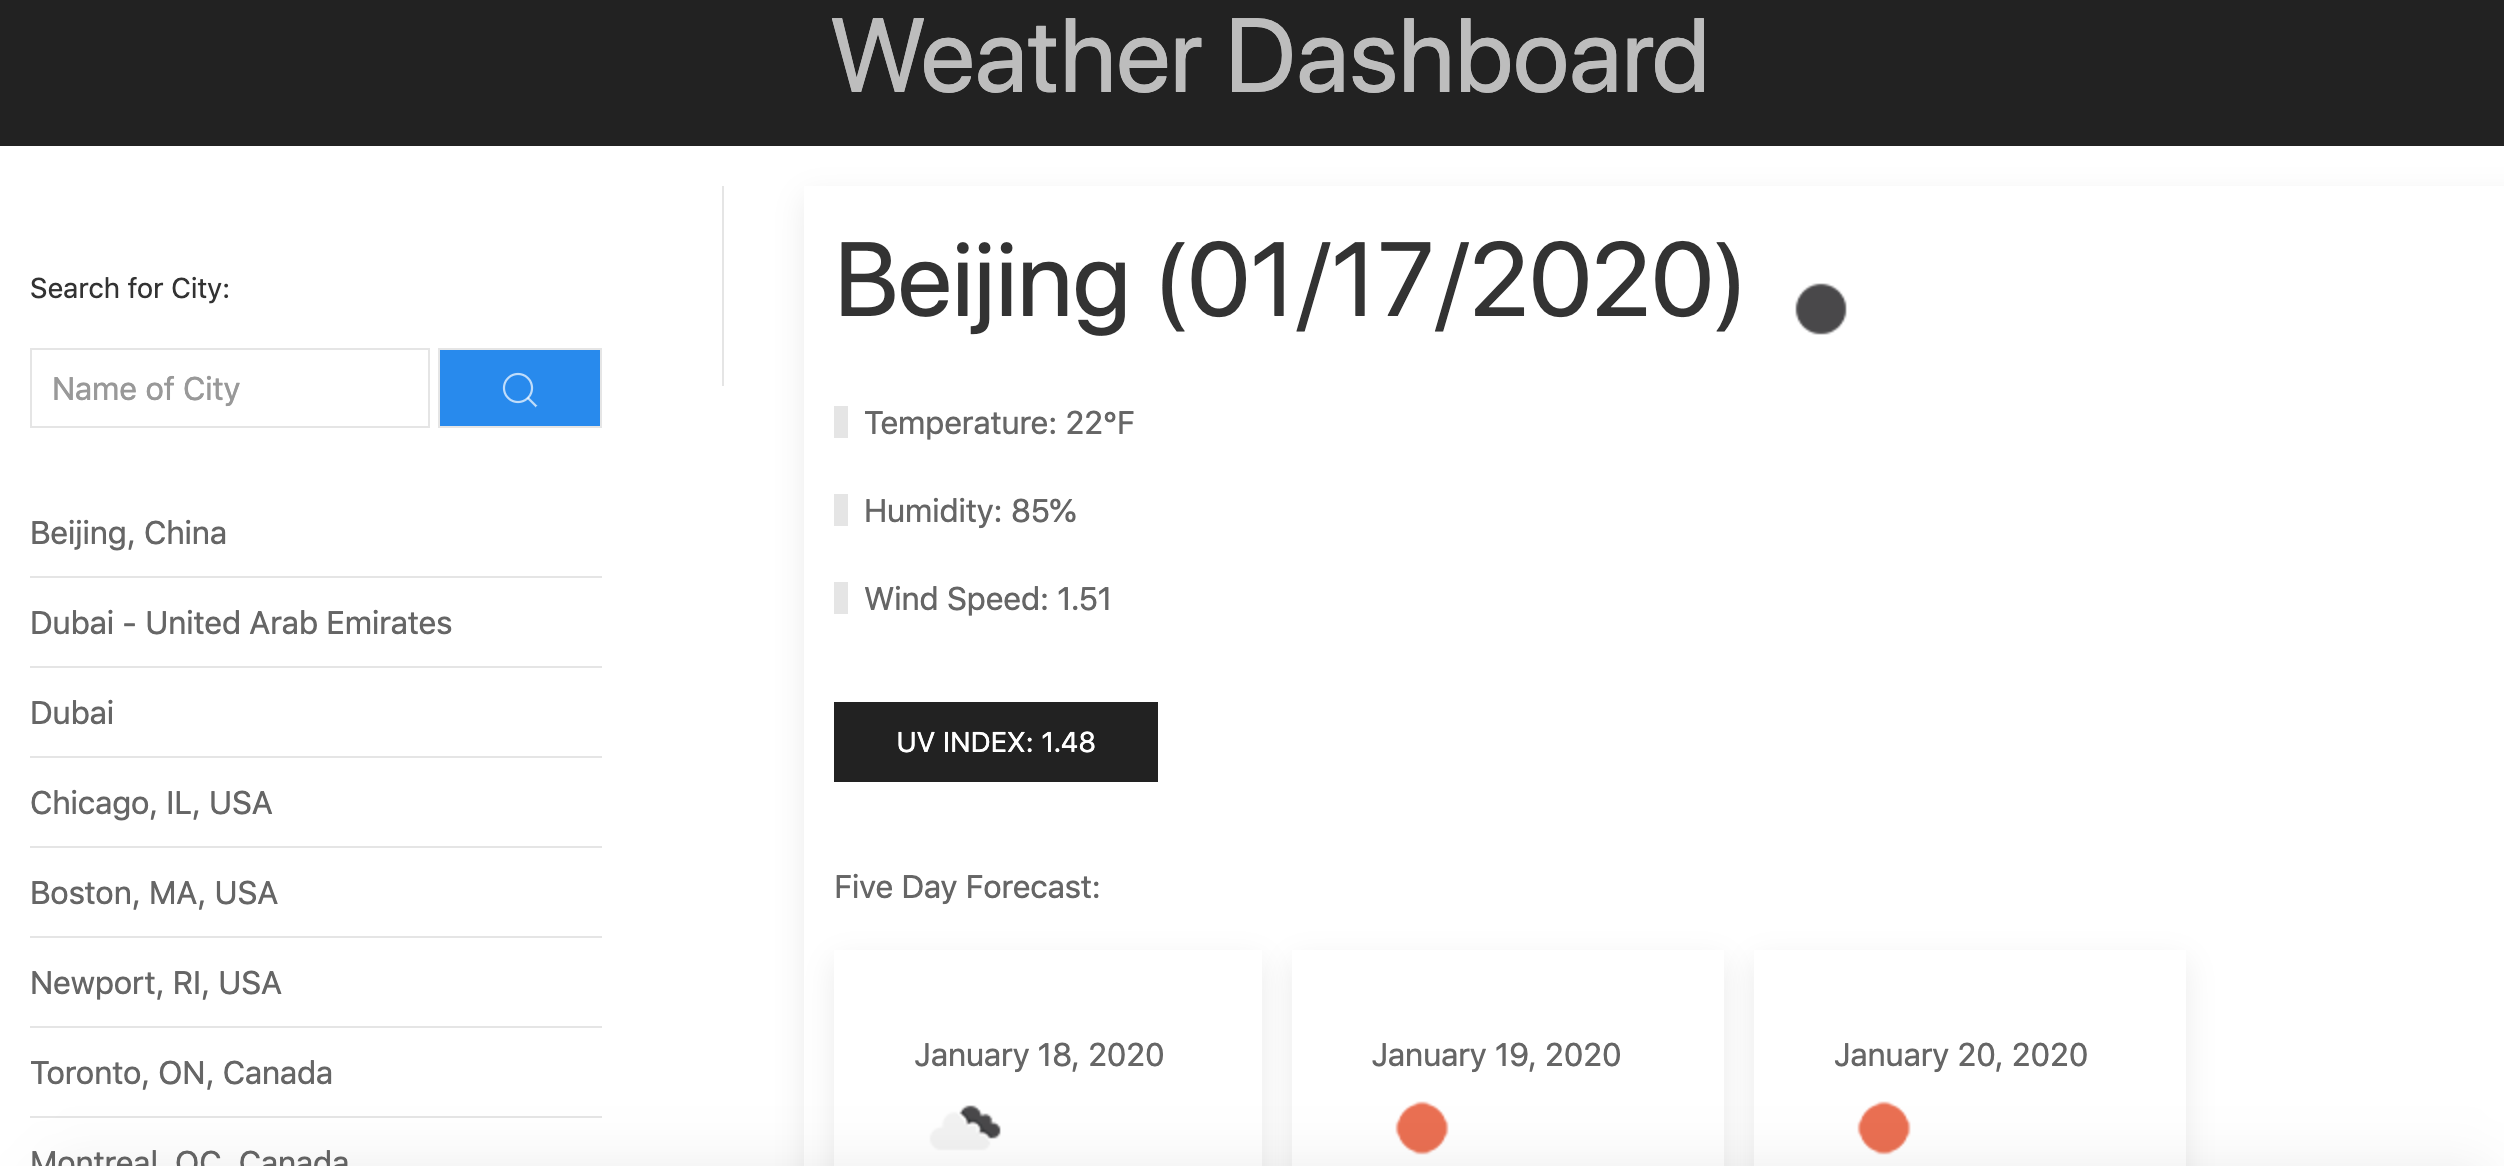 Weather Dashboard
Search for City:
Name of City
Beijing, China
Dubai - United Arab Emirates
Dubai
Chicago, IL, USA
Boston, MA, USA
Newport, RI, USA
Toronto, ON, Canada
Montreal, QC, Canada
Beijing (01/17/2020)
Temperature: 22°F
Humidity: 85%
Wind Speed: 1.51
UV INDEX: 1.48
Five Day Forecast:
January 18, 2020
January 19, 2020
January 20, 2020